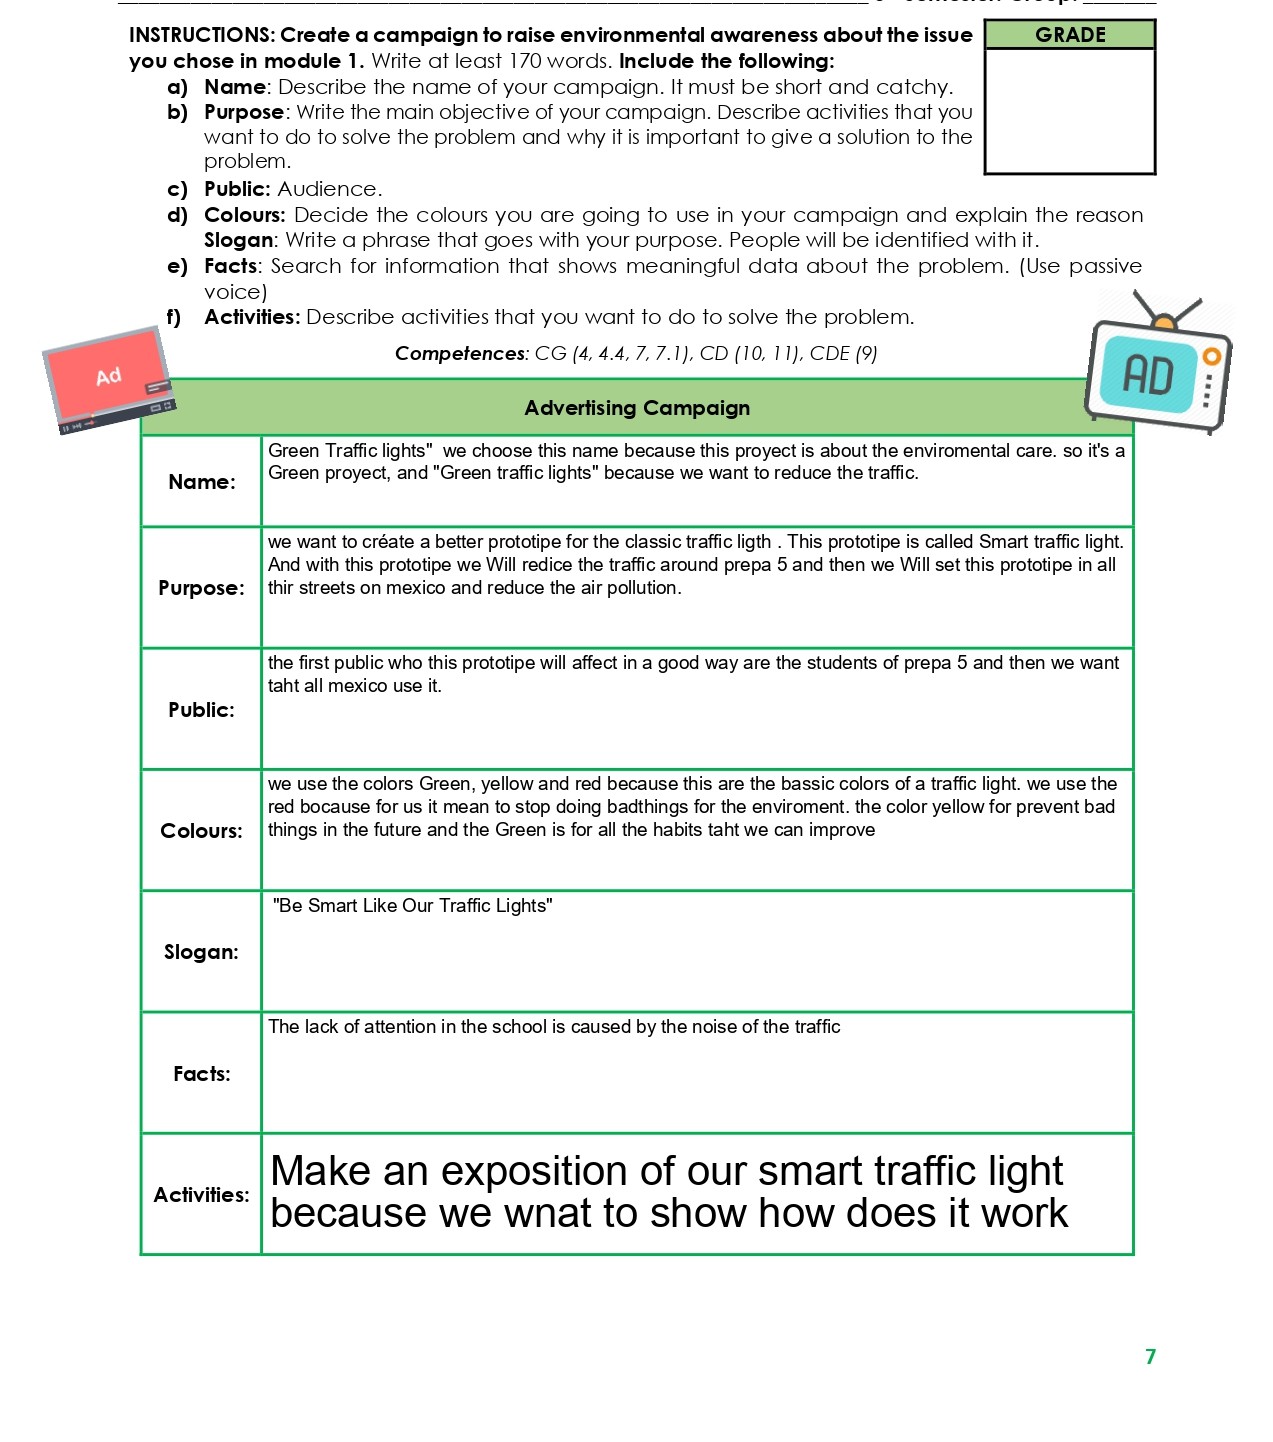 INSTRUCTIONS: Create a campaign to raise environmental awareness about the issue
you chose in module 1. Write at least 170 words. Include the following:
GRADE
a) Name: Describe the name of your campaign. It must be short and catchy.
b) Purpose: Write the main objective of your campaign. Describe activities that you
want to do to solve the problem and why it is important to give a solution to the
problem.
c) Public: Audience.
d) Colours: Decide the colours you are going to use in your campaign and explain the reason
Slogan: Write a phrase that goes with your purpose. People will be identified with it.
e) Facts: Search for information that shows meaningful data about the problem. (Use passive
voice)
f) Activities: Describe activities that you want to do to solve the problem.
Competences: CG (4, 4.4, 7, 7.1), CD (10, 11), CDE (9)
Ad
AD
Advertising Campaign
Name:
Green Traffic lights" we choose this name because this proyect is about the enviromental care. so it's a
Green proyect, and "Green traffic lights" because we want to reduce the traffic.
Purpose:
we want to créate a better prototipe for the classic traffic ligth . This prototipe is called Smart traffic light.
And with this prototipe we Will redice the traffic around prepa 5 and then we Will set this prototipe in all
thir streets on mexico and reduce the air pollution.
Public:
the first public who this prototipe will affect in a good way are the students of prepa 5 and then we want
taht all mexico use it.
Colours:
we use the colors Green, yellow and red because this are the bassic colors of a traffic light. we use the
red bocause for us it mean to stop doing badthings for the enviroment. the color yellow for prevent bad
things in the future and the Green is for all the habits taht we can improve
Slogan:
"Be Smart Like Our Traffic Lights"
Facts:
The lack of attention in the school is caused by the noise of the traffic
Activities:
Make an exposition of our smart traffic light
because we wnat to show how does it work
7